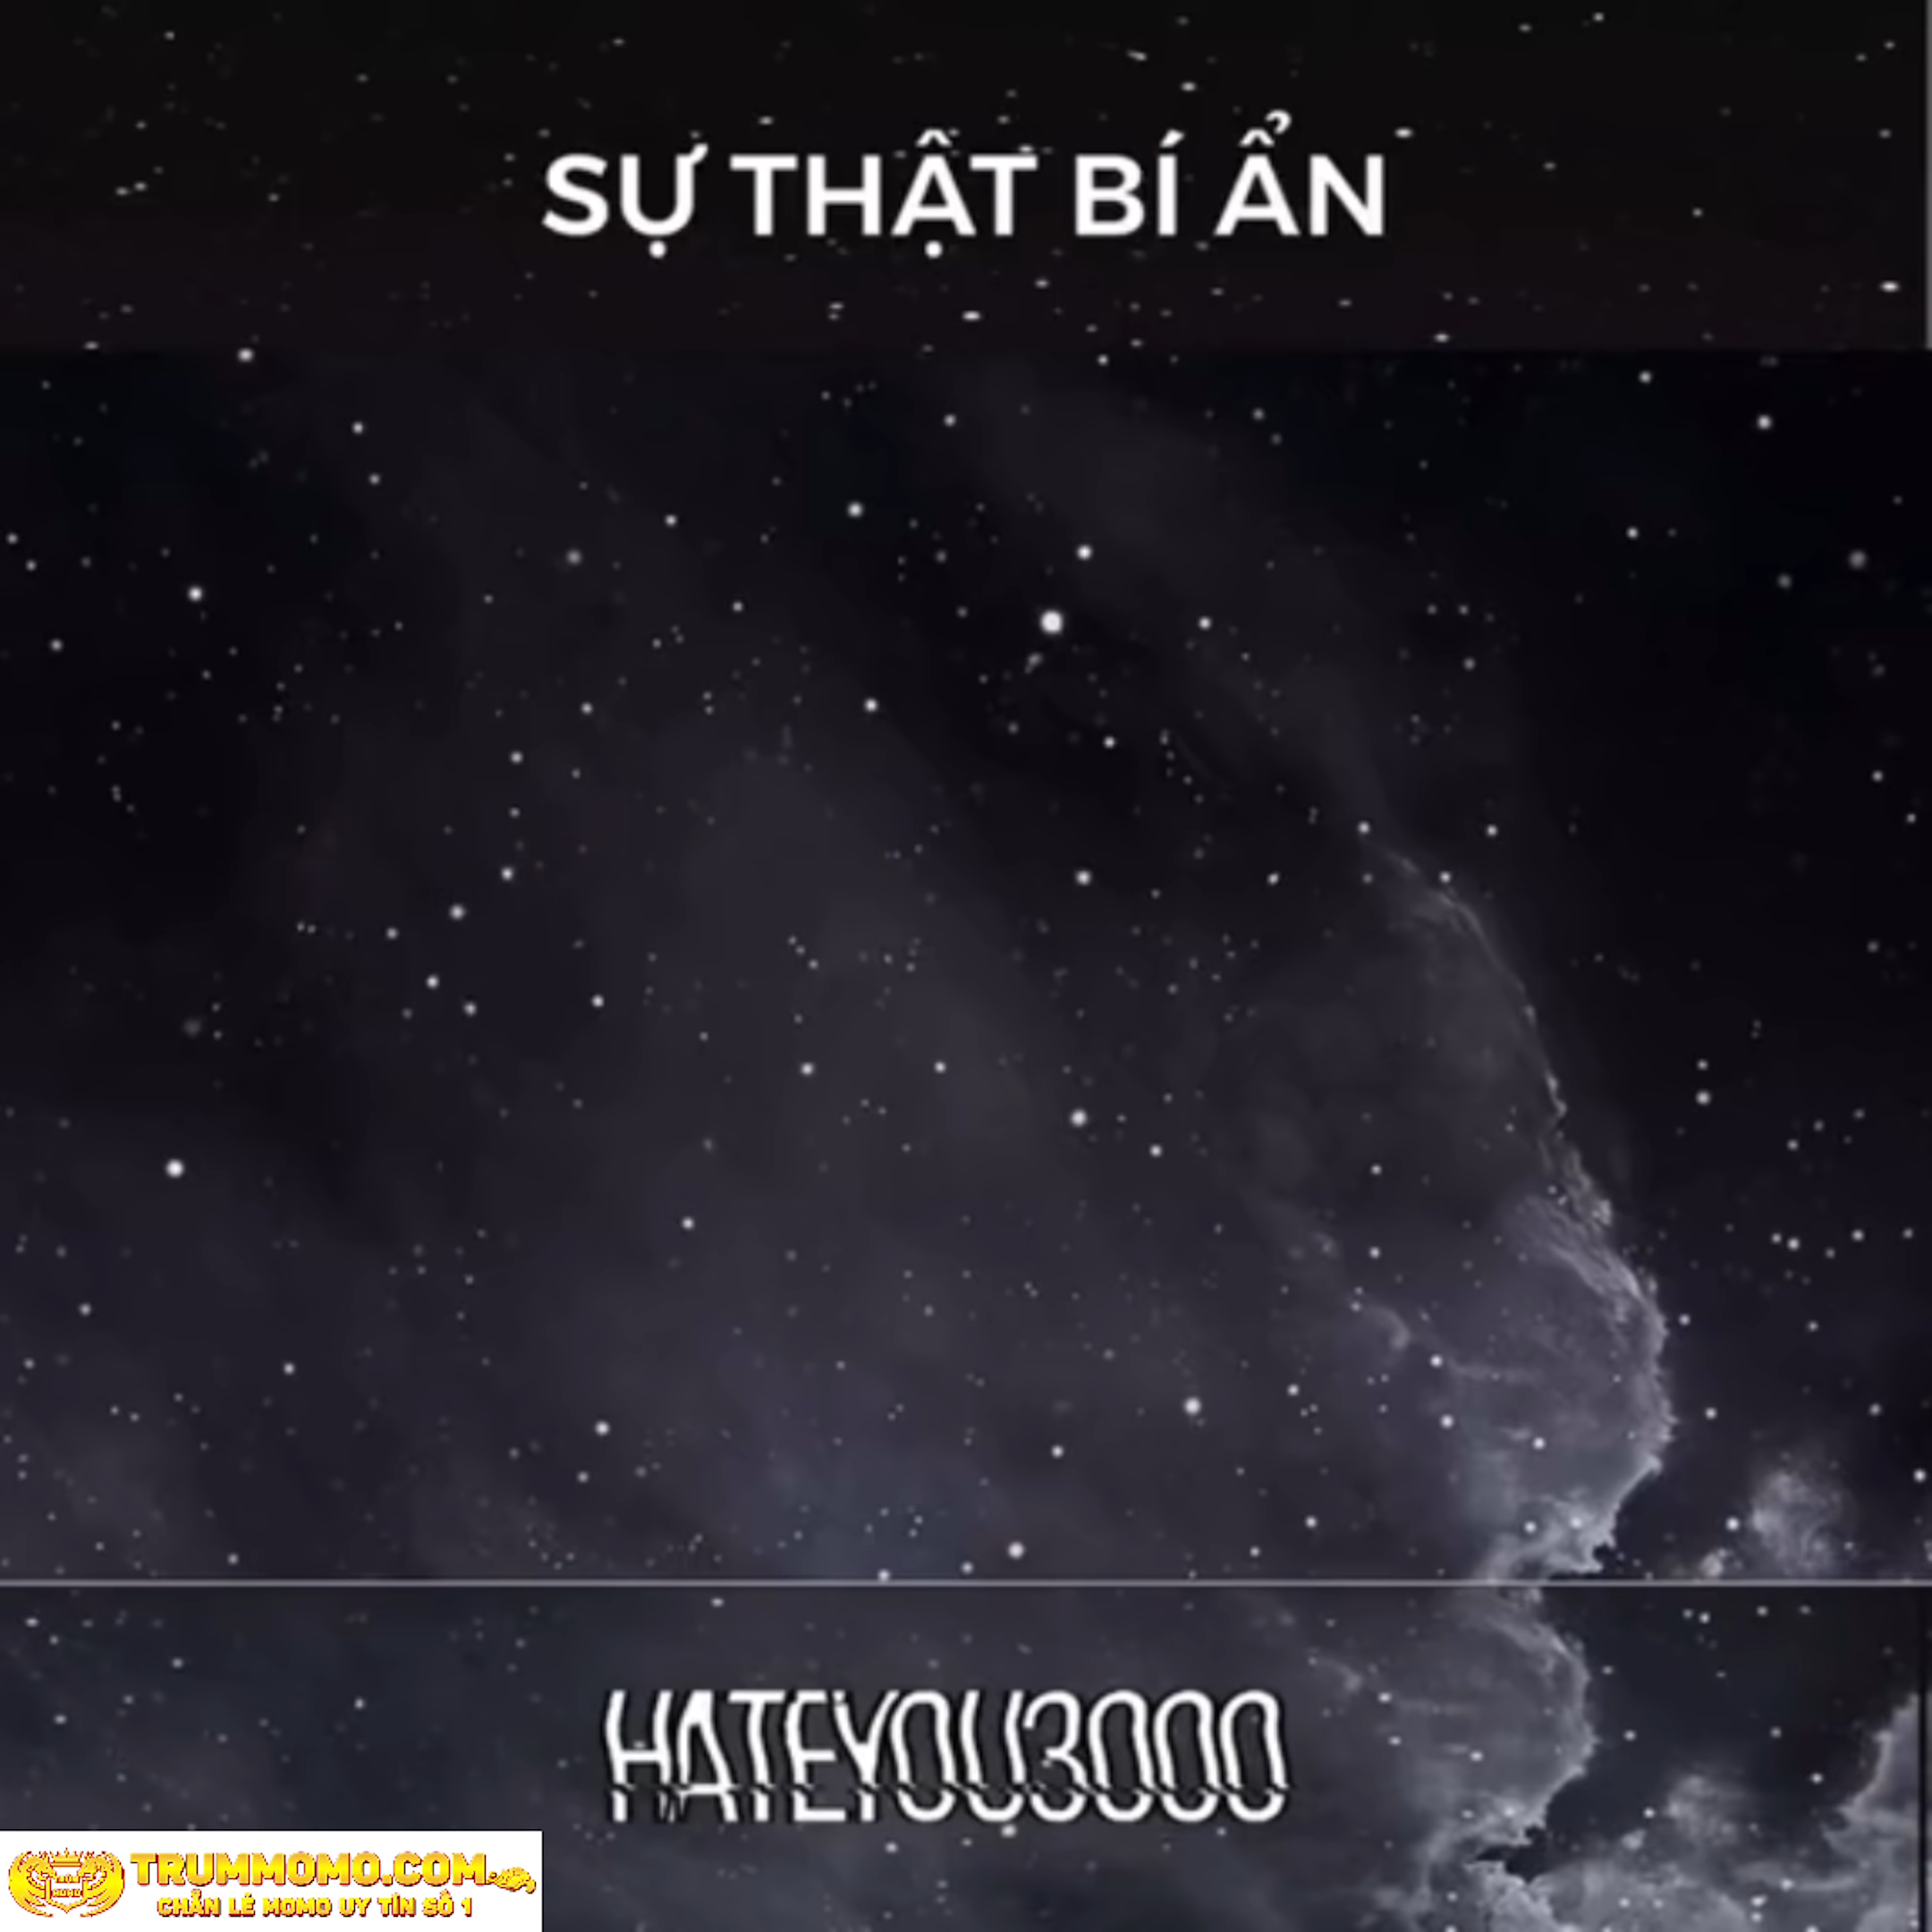 SỰ THẬT BÍ ẨN
HATEYOU3000
TRUMMOMO.COM
CHẴN LẺ MOMO UY TÍN SỐ 1